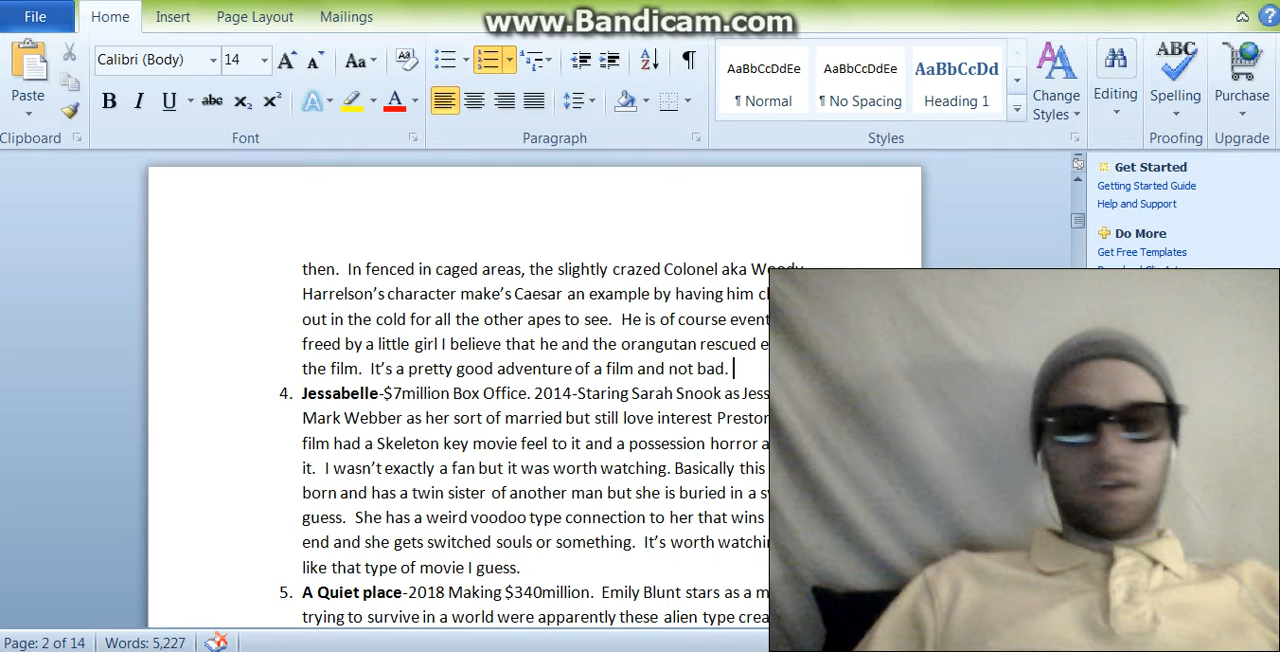 www.Bandicam.com
File Home Insert Page Layout Mailings
Calibri (Body) 14 Aa
AaBbCcDdEe AaBbCcDdEe AaBbCcDd
ABC
Paste
B I U abc X₂ X² A A
¶ Normal ¶ No Spacing Heading 1
Change Styles
Editing
Spelling
Purchase
Clipboard Font Paragraph Styles Proofing Upgrade
Get Started
Getting Started Guide
Help and Support
Do More
Get Free Templates
then. In fenced in caged areas, the slightly crazed Colonel aka Woody
Harrelson's character make's Caesar an example by having him
out in the cold for all the other apes to see. He is of course
freed by a little girl I believe that he and the orangutan rescued
the film. It's a pretty good adventure of a film and not bad.
4. Jessabelle-$7million Box Office. 2014-Staring Sarah Snook as
Mark Webber as her sort of married but still love interest Preston
film had a Skeleton key movie feel to it and a possession horror
it. I wasn't exactly a fan but it was worth watching. Basically this
born and has a twin sister of another man but she is buried in a
guess. She has a weird voodoo type connection to her that wins
end and she gets switched souls or something. It's worth
like that type of movie I guess.
5. A Quiet place-2018 Making $340million. Emily Blunt stars as a
trying to survive in a world were apparently these alien type
Page: 2 of 14 Words: 5,227